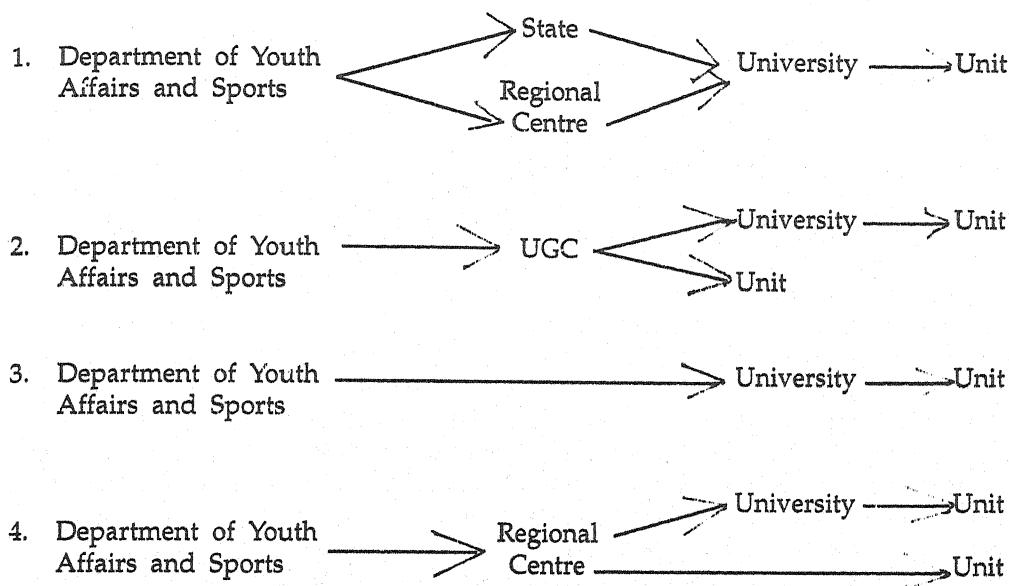 State
1. Department of Youth Affairs and Sports
University
Unit
Regional Centre
2. Department of Youth Affairs and Sports
UGC
University
Unit
Unit
3. Department of Youth Affairs and Sports
University
Unit
4. Department of Youth Affairs and Sports
Regional Centre
University
Unit
Unit